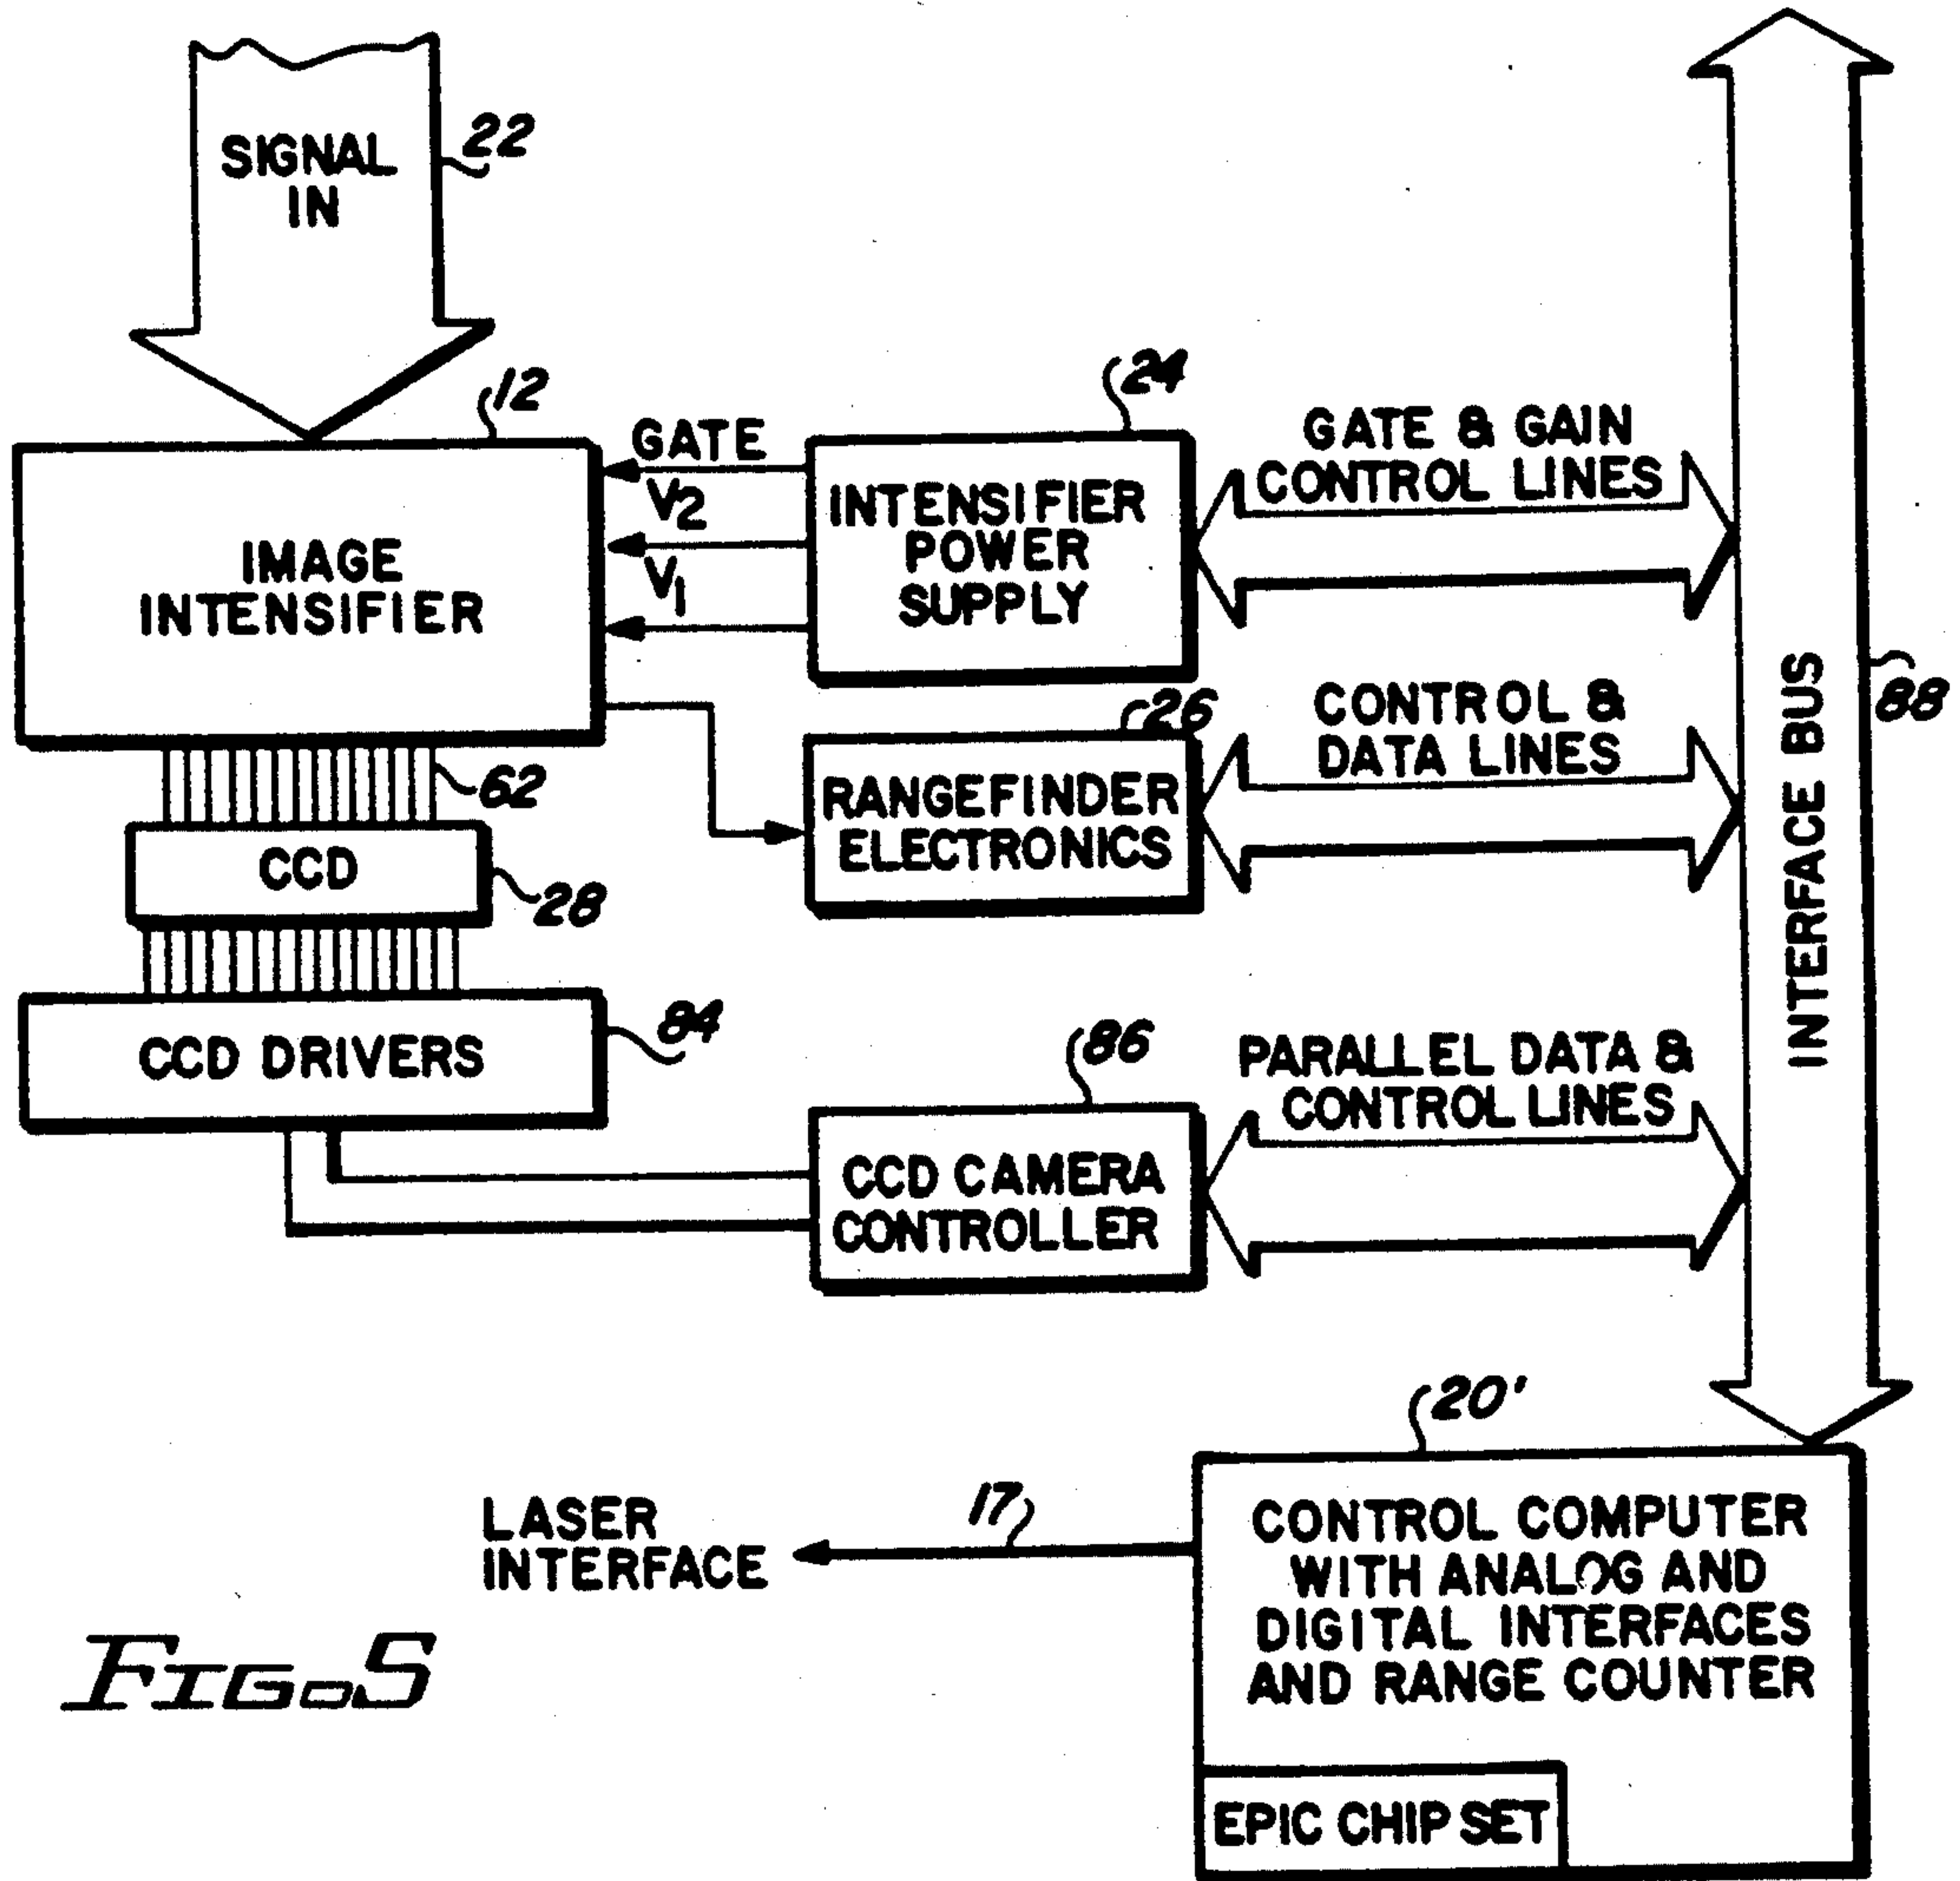 SIGNAL
IN
22
12
GATE
V2
V1
24
INTENSIFIER
POWER
SUPPLY
GATE & GAIN
CONTROL LINES
IMAGE
INTENSIFIER
INTERFACE BUS
88
26
RANGEFINDER
ELECTRONICS
CONTROL &
DATA LINES
62
CCD
28
CCD DRIVERS
84
86
CCD CAMERA
CONTROLLER
PARALLEL DATA &
CONTROL LINES
20'
LASER
INTERFACE
17
CONTROL COMPUTER
WITH ANALOG AND
DIGITAL INTERFACES
AND RANGE COUNTER
EPIC CHIP SET
FIG. 5